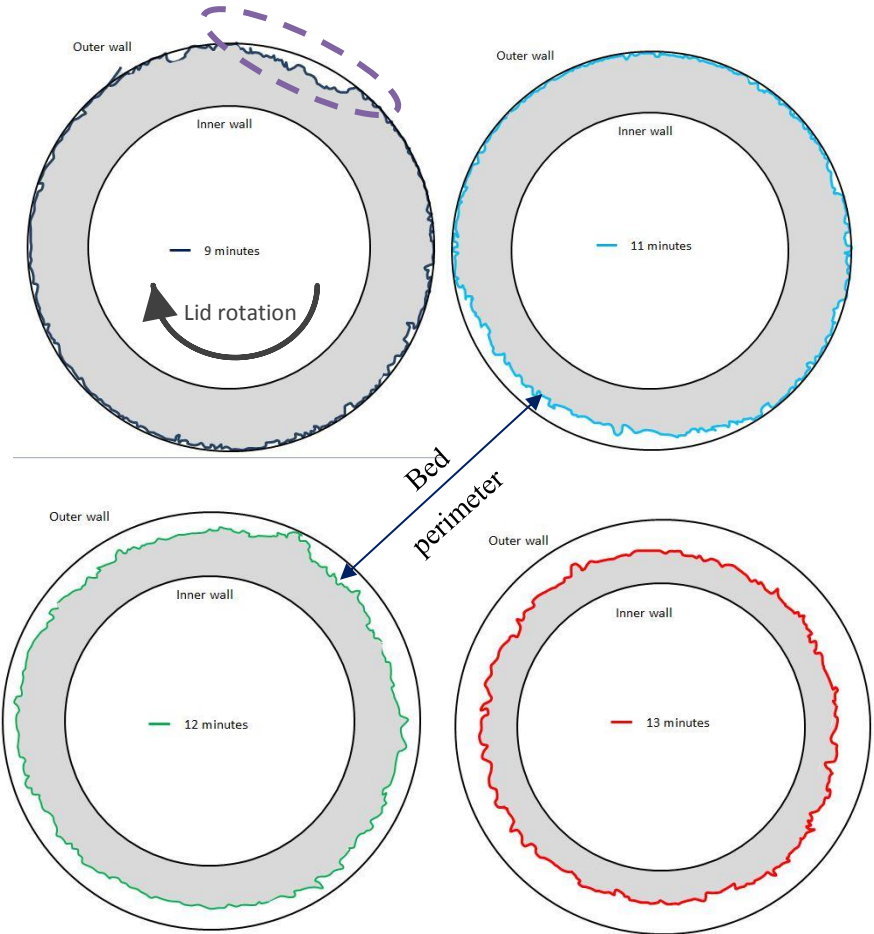 Outer wall
Inner wall
9 minutes
Lid rotation
Outer wall
Inner wall
11 minutes
Bed
perimeter
Outer wall
Inner wall
12 minutes
Outer wall
Inner wall
13 minutes